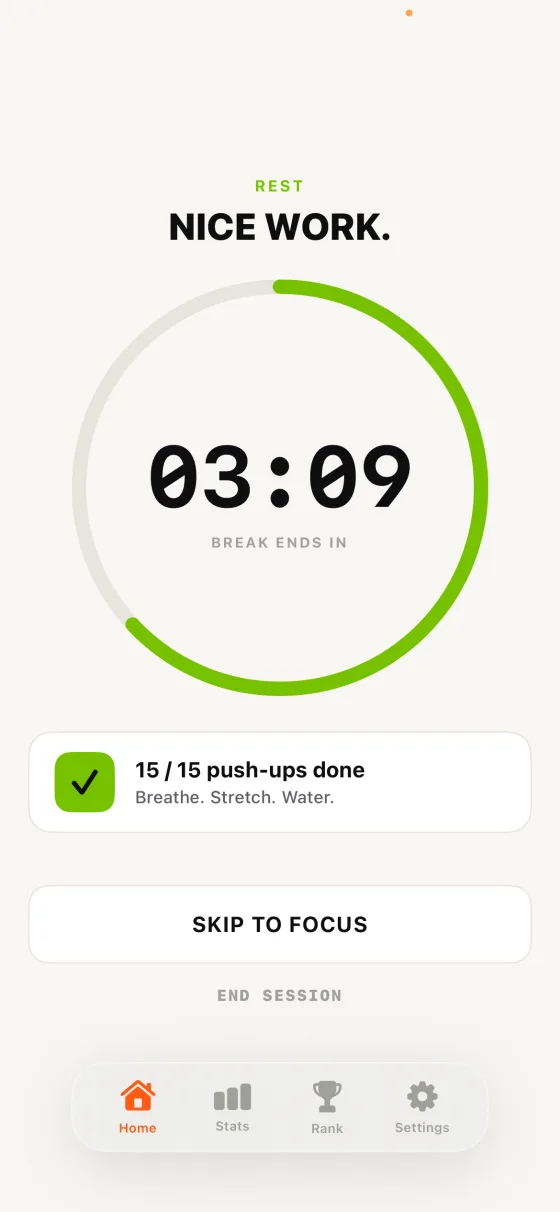 REST
NICE WORK.
03:09
BREAK ENDS IN
15 / 15 push-ups done
Breathe. Stretch. Water.
SKIP TO FOCUS
END SESSION
Home
Stats
Rank
Settings